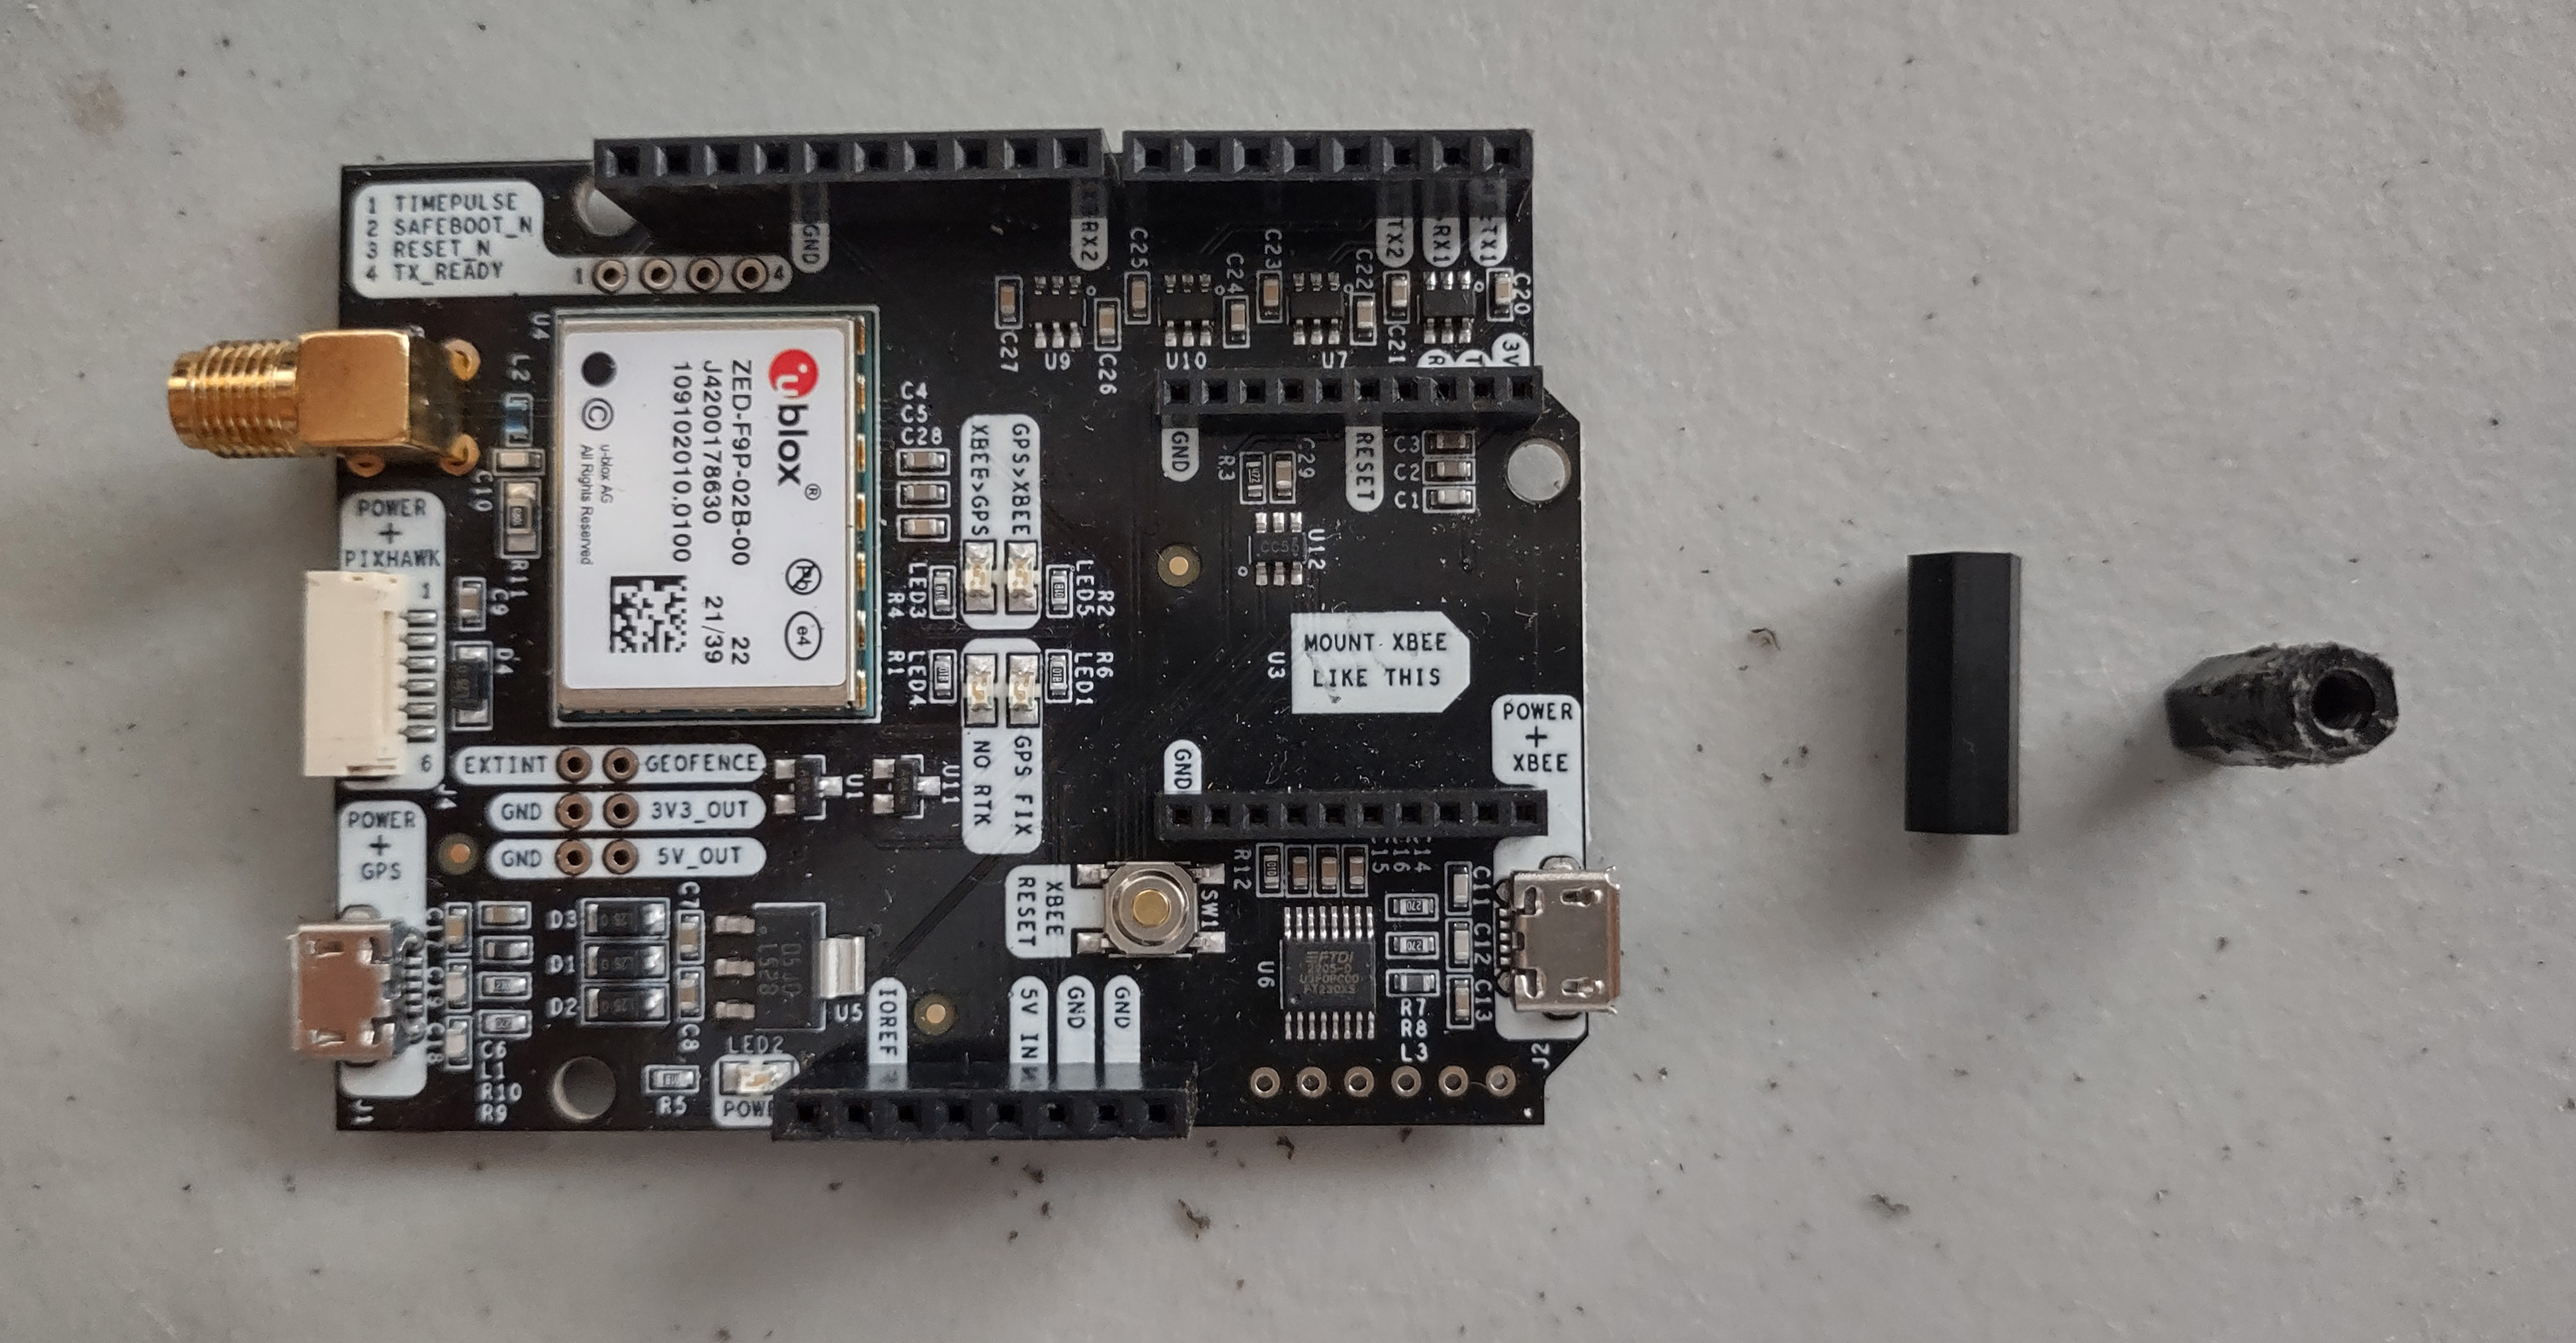 1 TIMEPULSE
2 SAFEBOOT_N
3 RESET_N
4 TX_READY
1
4
GND
RX2
TX2
RX1
TX1
C25
C24
C23
C22
C21
C20
C27
C26
U9
U10
U7
3V
R
T
U4
L2
C10
R11
ublox®
ZED-F9P-02B-00
J4200178630
109102010.0100
22
21/39
e4
©
u-blox AG
All Rights Reserved
C4
C5
C28
GPS>XBEE
XBEE>GPS
GND
RESET
R3
C29
C3
C2
C1
U12
LED3
R4
LED5
R2
R1
LED4
R6
LED1
NO RTK
GPS FIX
POWER
+
PIXHAWK
1
6
C9
D4
J4
U3
MOUNT XBEE
LIKE THIS
POWER
+
XBEE
GND
EXTINT
GEOFENCE
GND
3V3_OUT
GND
5V_OUT
U1
U11
POWER
+
GPS
R12
C11
C12
C13
XBEE
RESET
SW1
C17
C19
C18
D3
D1
D2
C7
C8
U5
IOREF
5V IN
GND
GND
U6
FTDI
R7
R8
L3
J2
C6
L1
R10
R9
J1
R5
LED2
POWE